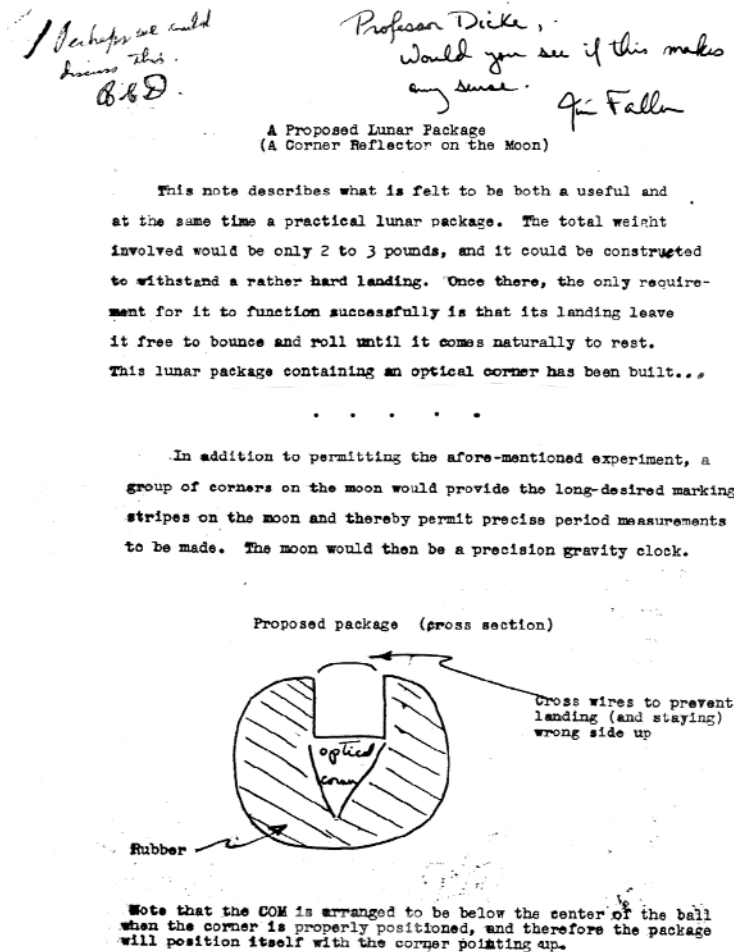 Perhaps we could
discuss this.
Professor Dicke,
Would you see if this makes
any sense.
Jim Faller
A Proposed Lunar Package
(A Corner Reflector on the Moon)
This note describes what is felt to be both a useful and
at the same time a practical lunar package. The total weight
involved would be only 2 to 3 pounds, and it could be constructed
to withstand a rather hard landing. Once there, the only require-
ment for it to function successfully is that its landing leave
it free to bounce and roll until it comes naturally to rest.
This lunar package containing an optical corner has been built...
. . . . .
In addition to permitting the afore-mentioned experiment, a
group of corners on the moon would provide the long-desired marking
stripes on the moon and thereby permit precise period measurements
to be made. The moon would then be a precision gravity clock.
Proposed package (cross section)
Cross wires to prevent
landing (and staying)
wrong side up
optical
corner
Rubber
Note that the COM is arranged to be below the center of the ball
when the corner is properly positioned, and therefore the package
will position itself with the corner pointing up.